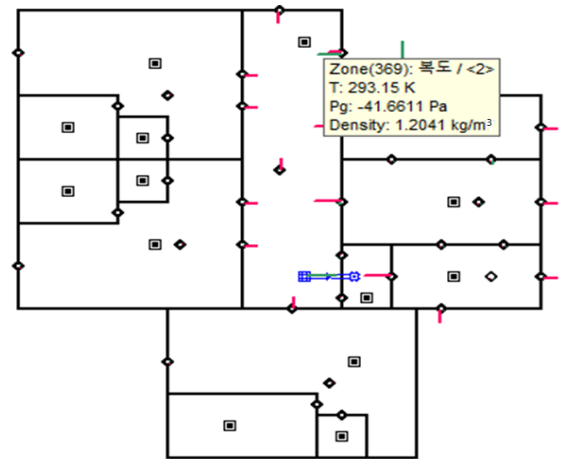 Zone(369): 복도 / <2>
T: 293.15 K
Pg: -41.6611 Pa
Density: 1.2041 kg/m³